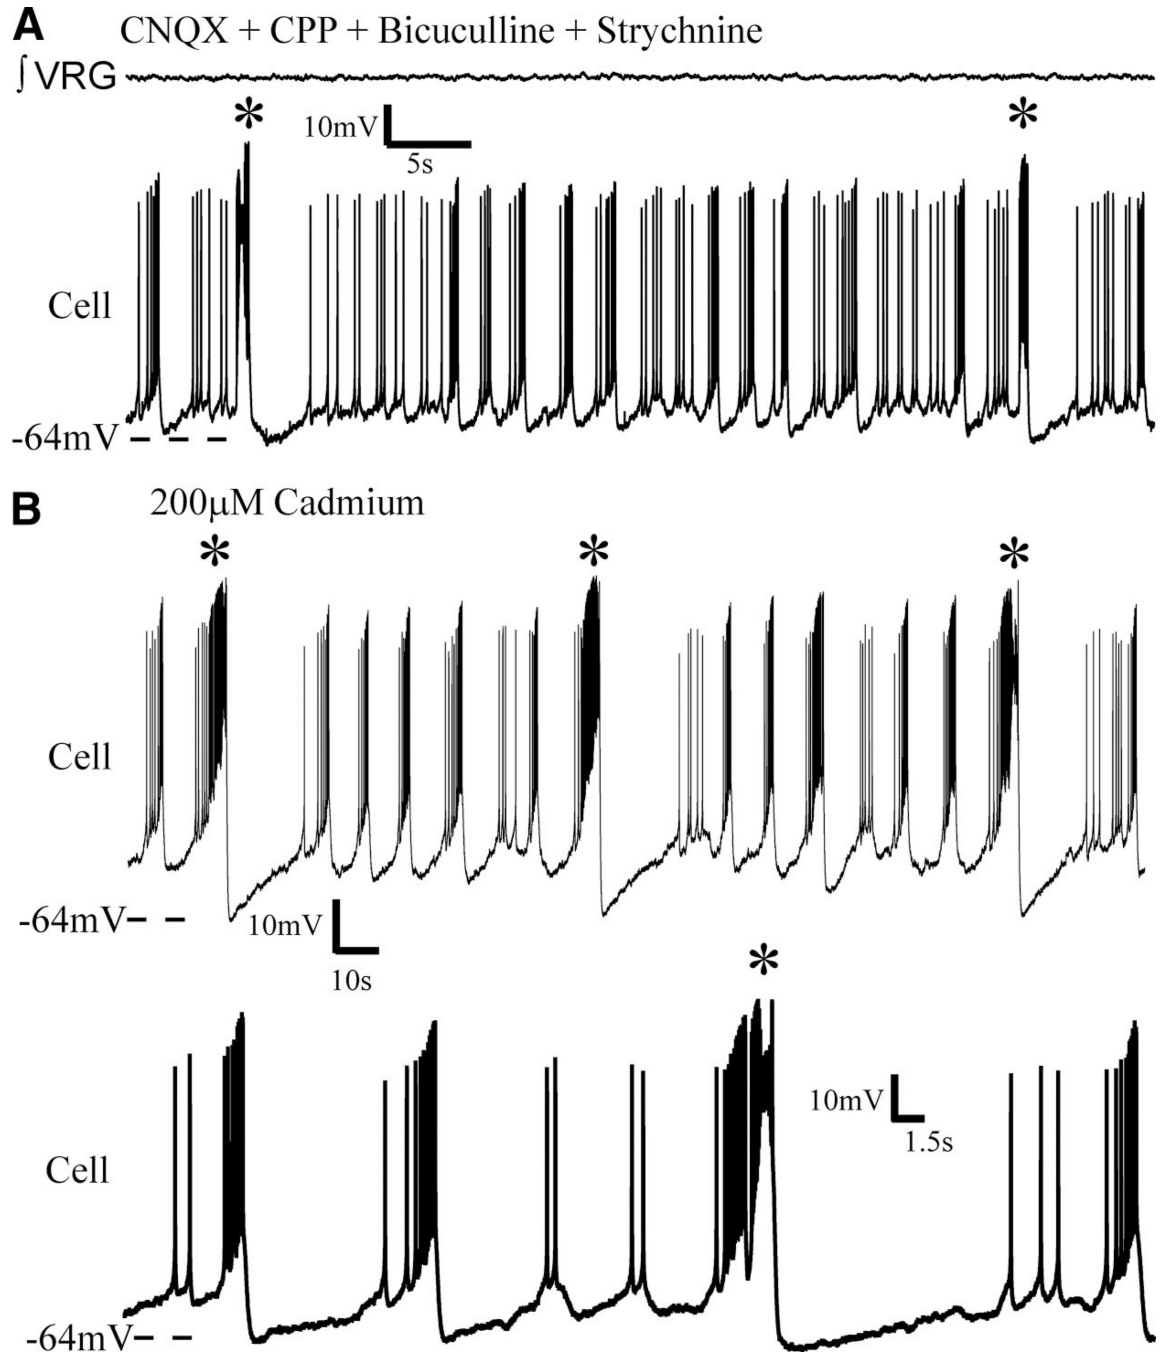 A
CNQX + CPP + Bicuculline + Strychnine
∫VRG
*
*
10mV
5s
Cell
-64mV
B
200μM Cadmium
*
*
*
Cell
-64mV
10mV
10s
*
10mV
1.5s
Cell
-64mV